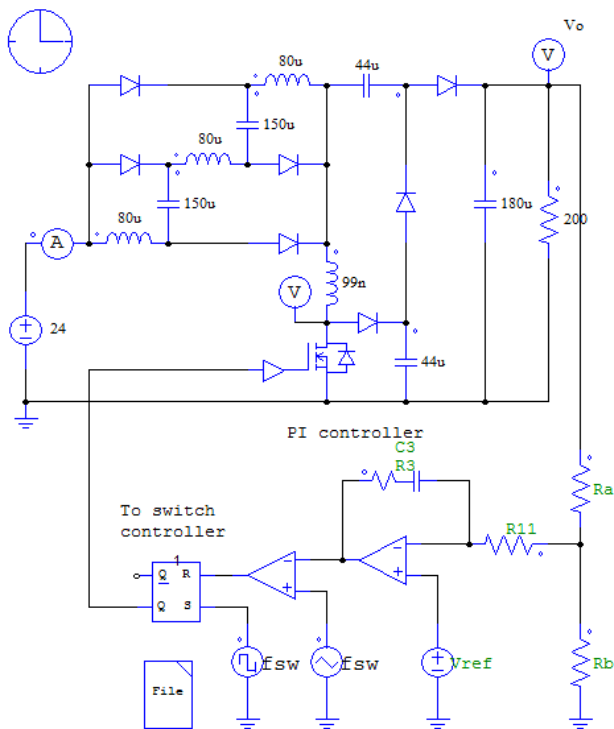 Vo
V
80u
44u
150u
80u
150u
80u
180u
200
A
99n
V
24
44u
PI controller
C3
R3
Ra
To switch
controller
R11
1
Q R
Q S
fsw
fsw
Vref
Rb
File